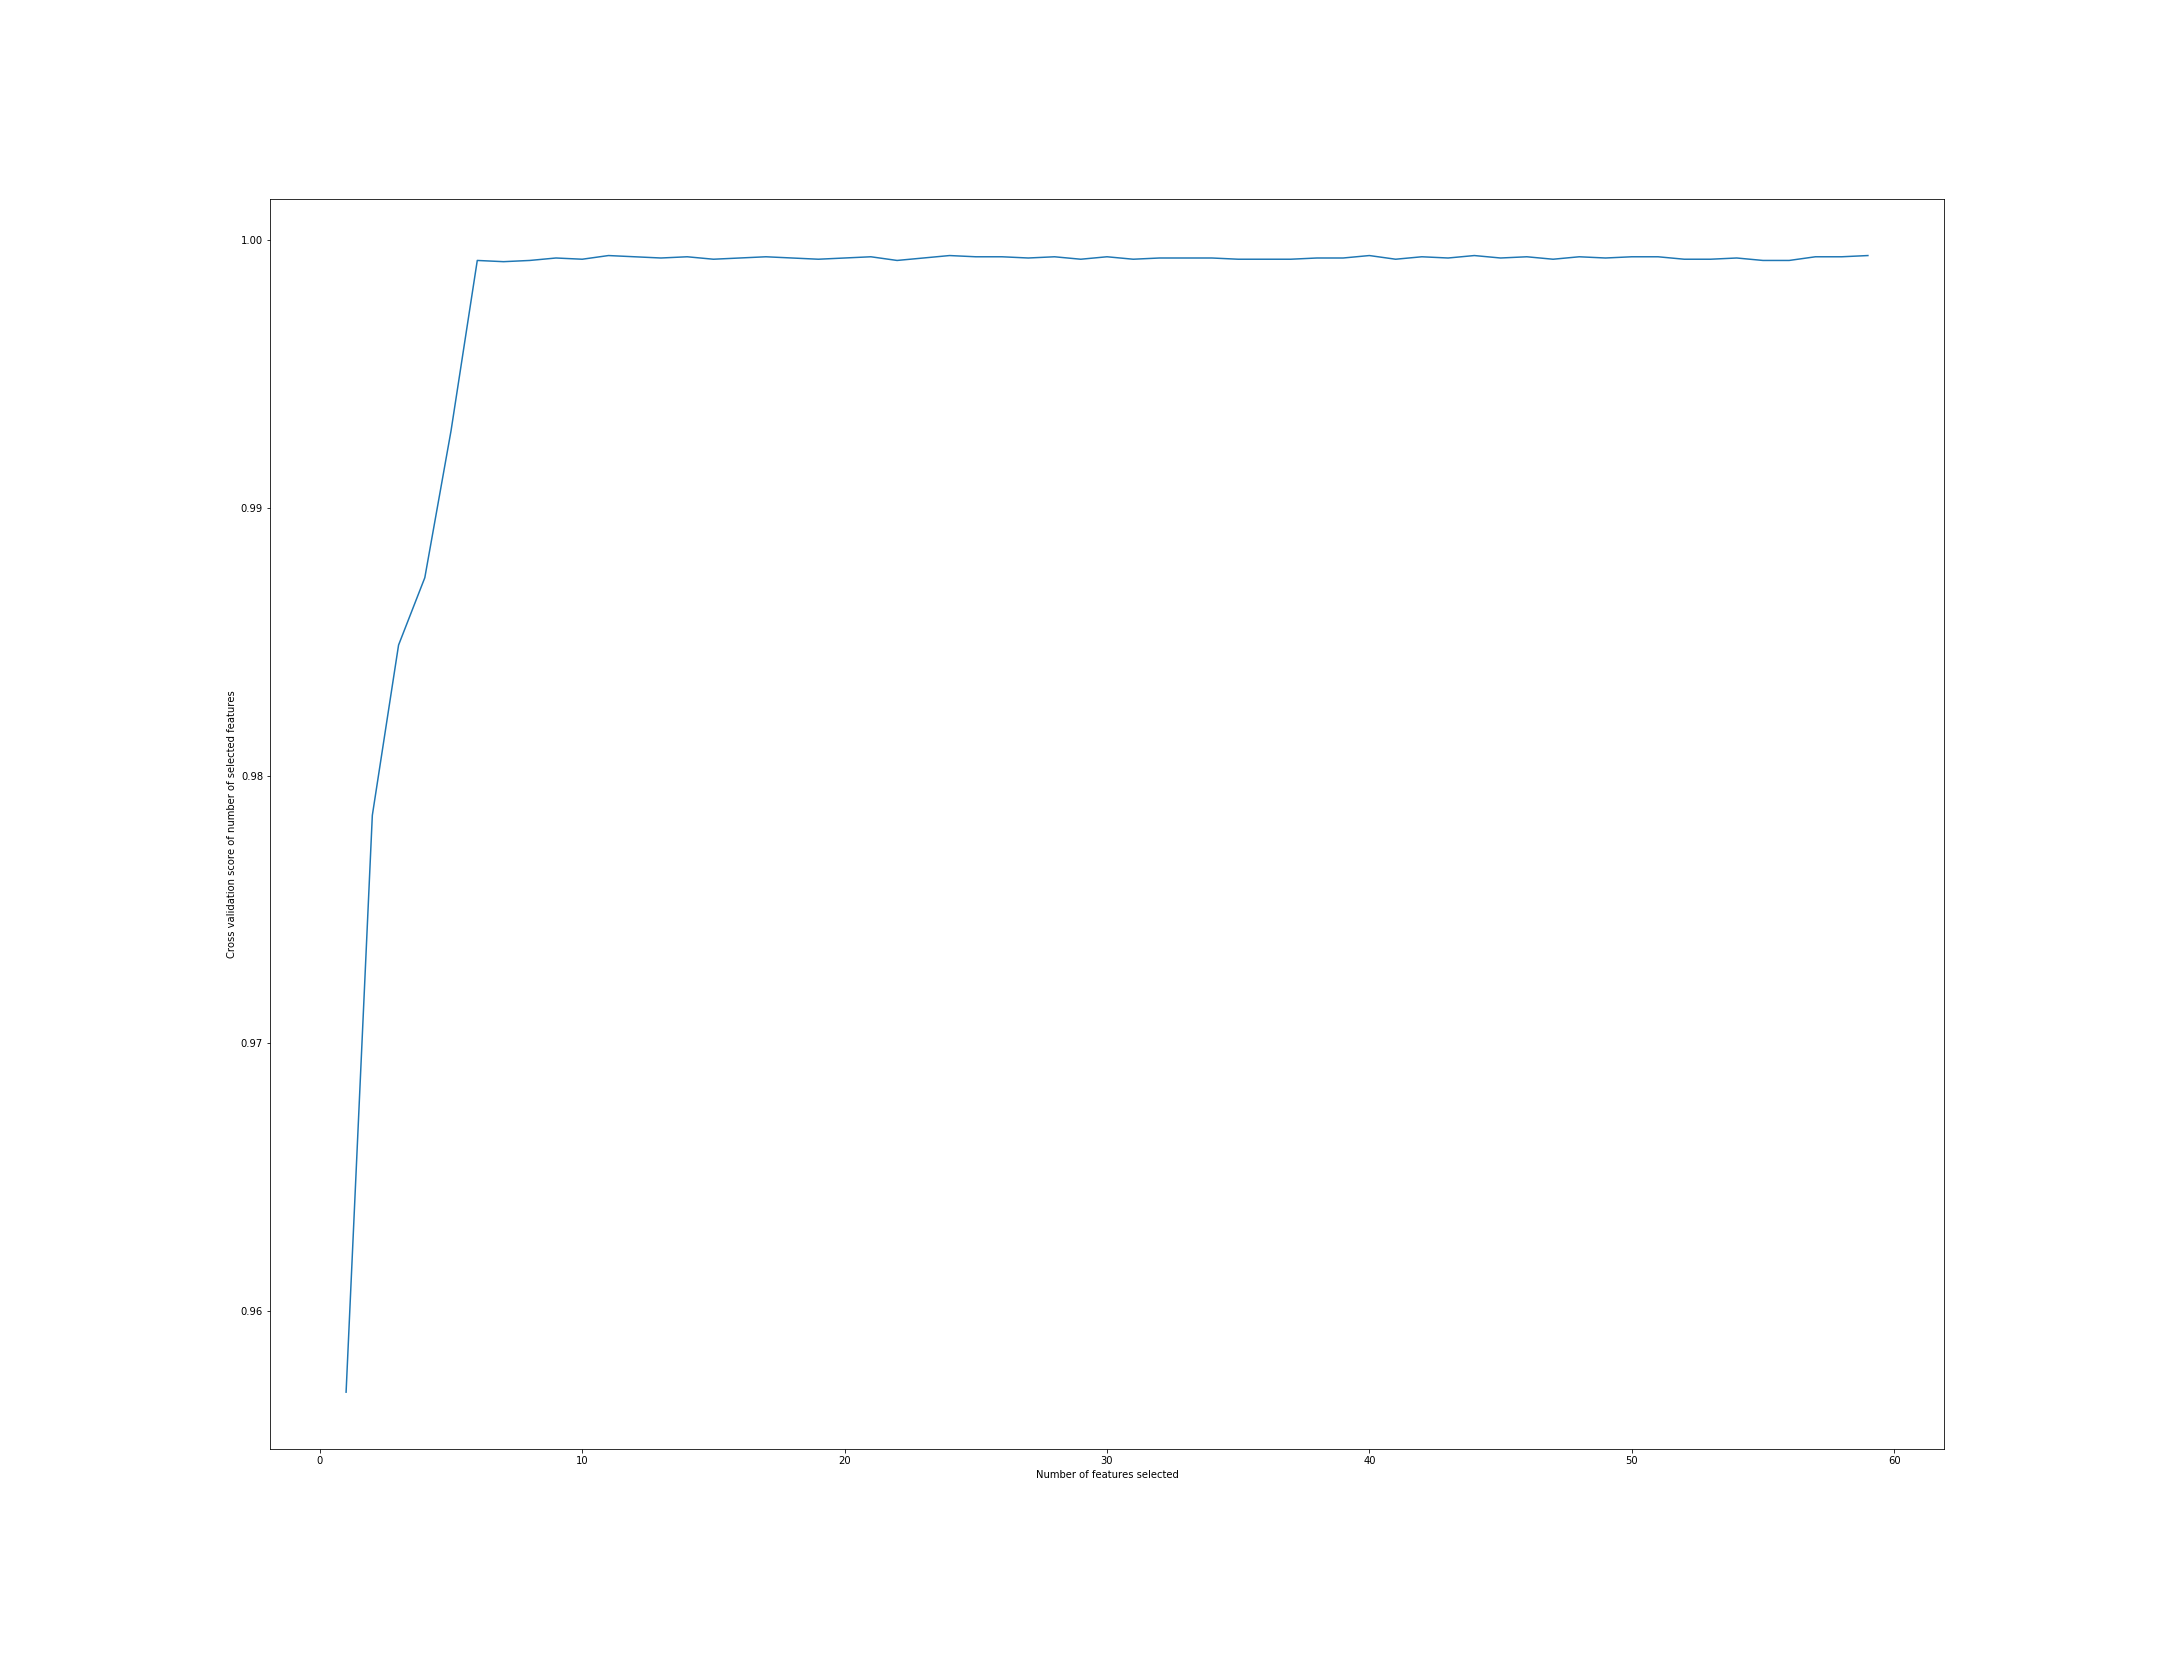 1.00
0.99
0.98
0.97
0.96
Cross validation score of number of selected features
0 10 20 30 40 50 60
Number of features selected